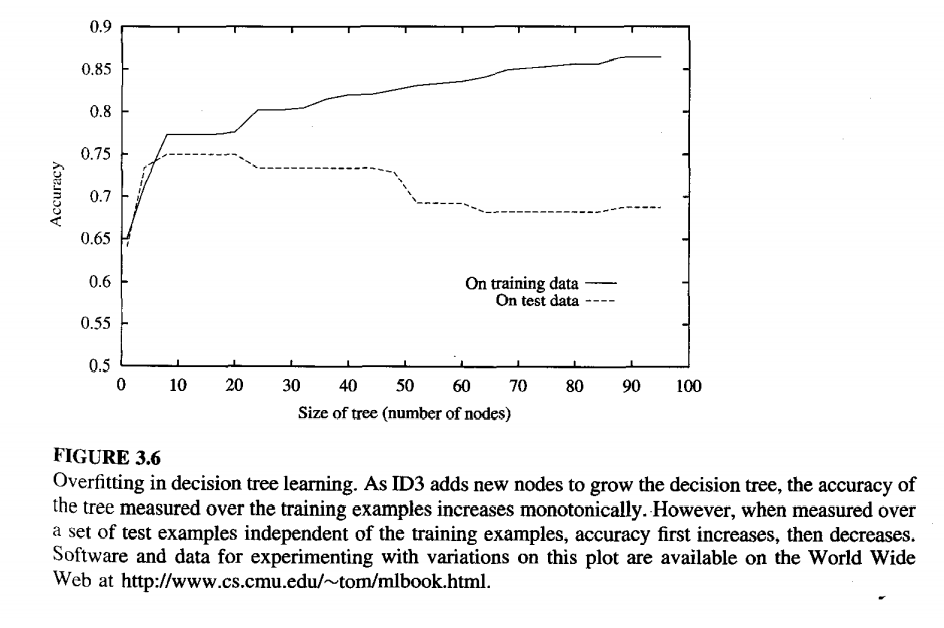 0.9
0.85
0.8
0.75
0.7
0.65
0.6
0.55
0.5
Accuracy
On training data
On test data
0 10 20 30 40 50 60 70 80 90 100
Size of tree (number of nodes)
FIGURE 3.6
Overfitting in decision tree learning. As ID3 adds new nodes to grow the decision tree, the accuracy of
the tree measured over the training examples increases monotonically. However, when measured over
a set of test examples independent of the training examples, accuracy first increases, then decreases.
Software and data for experimenting with variations on this plot are available on the World Wide
Web at http://www.cs.cmu.edu/~tom/mlbook.html.